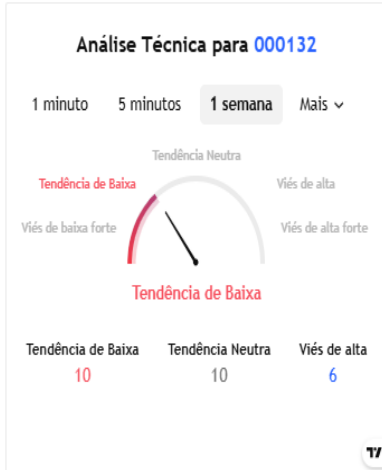 Análise Técnica para 000132
1 minuto 5 minutos 1 semana Mais
Tendência Neutra
Tendência de Baixa Viés de alta
Viés de baixa forte Viés de alta forte
Tendência de Baixa
Tendência de Baixa Tendência Neutra Viés de alta
10 10 6